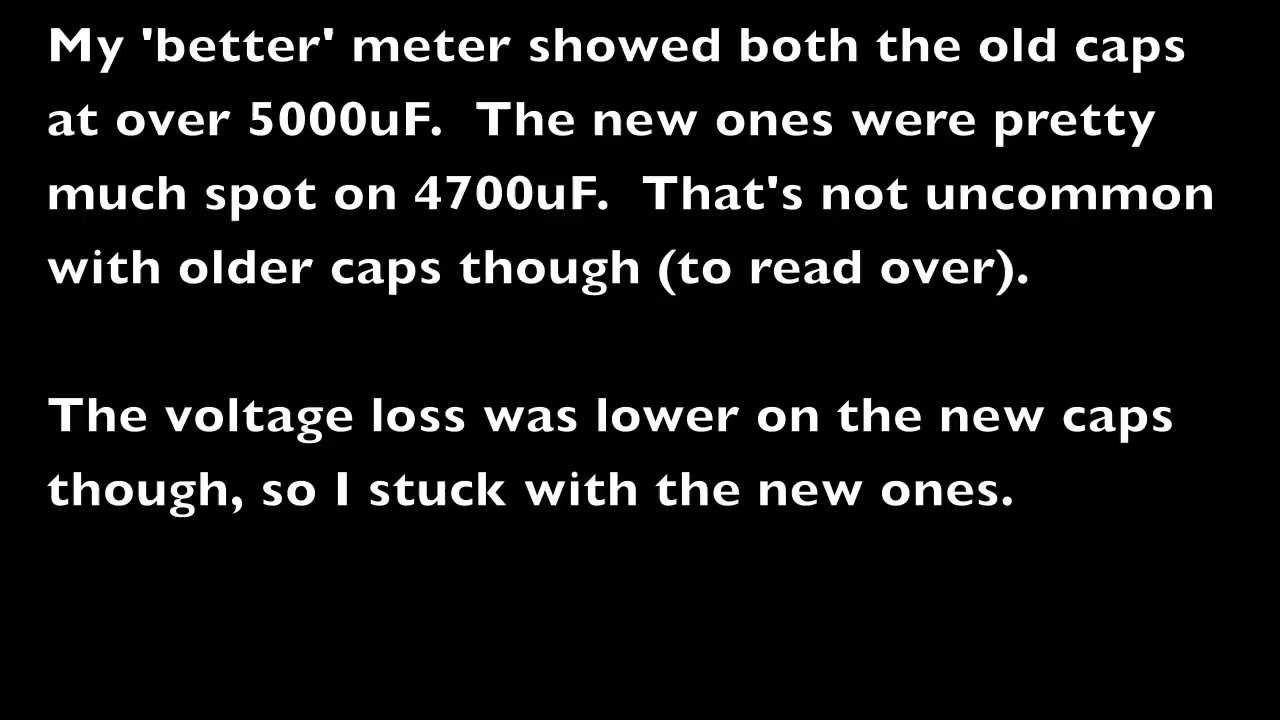 My 'better' meter showed both the old caps
at over 5000uF.  The new ones were pretty
much spot on 4700uF.  That's not uncommon
with older caps though (to read over).
The voltage loss was lower on the new caps
though, so I stuck with the new ones.